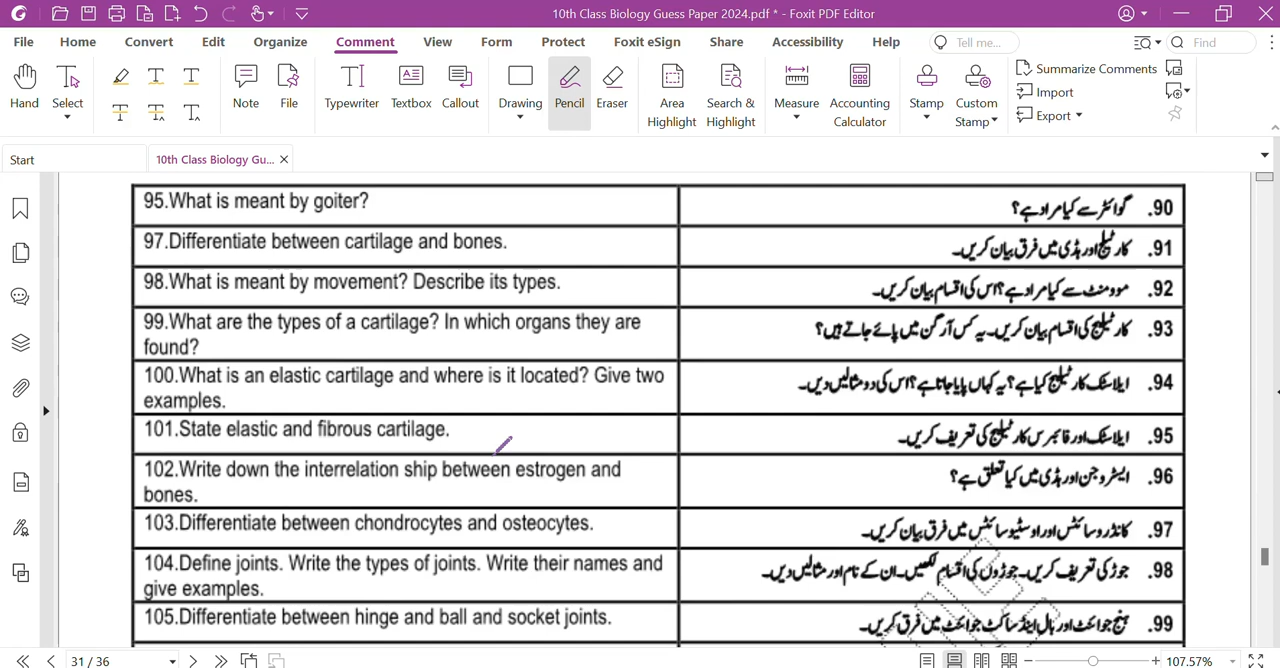 10th Class Biology Guess Paper 2024.pdf * - Foxit PDF Editor
File Home Convert Edit Organize Comment View Form Protect Foxit eSign Share Accessibility Help Tell me... Find
Hand Select Note File Typewriter Textbox Callout Drawing Pencil Eraser Area Highlight Search & Highlight Measure Accounting Calculator Stamp Custom Stamp Summarize Comments
Import
Export
Start 10th Class Biology Gu...
95.What is meant by goiter? 90. گوائٹر سے کیا مراد ہے؟
97.Differentiate between cartilage and bones. 91. کارٹیلیج اور ہڈی میں فرق بیان کریں۔
98.What is meant by movement? Describe its types. 92. موومنٹ سے کیا مراد ہے؟ اس کی اقسام بیان کریں۔
99.What are the types of a cartilage? In which organs they are 93. کارٹیلیج کی اقسام بیان کریں۔ یہ کس آرگن میں پائے جاتے ہیں؟
found?
100.What is an elastic cartilage and where is it located? Give two 94. ایلاسٹک کارٹیلیج کیا ہے؟ یہ کہاں پایا جاتا ہے؟ اس کی دو مثالیں دیں۔
examples.
101.State elastic and fibrous cartilage. 95. ایلاسٹک اور فائبرس کارٹیلیج کی تعریف کریں۔
102.Write down the interrelation ship between estrogen and 96. ایسٹروجن اور ہڈی میں کیا تعلق ہے؟
bones.
103.Differentiate between chondrocytes and osteocytes. 97. کانڈروسائٹس اور اوسٹیوسائٹس میں فرق بیان کریں۔
104.Define joints. Write the types of joints. Write their names and 98. جوڑ کی تعریف کریں۔ جوڑوں کی اقسام لکھیں۔ ان کے نام اور مثالیں دیں۔
give examples.
105.Differentiate between hinge and ball and socket joints. 99. ہنج جوائنٹ اور بال اینڈ ساکٹ جوائنٹ میں فرق کریں۔
31 / 36 107.57%